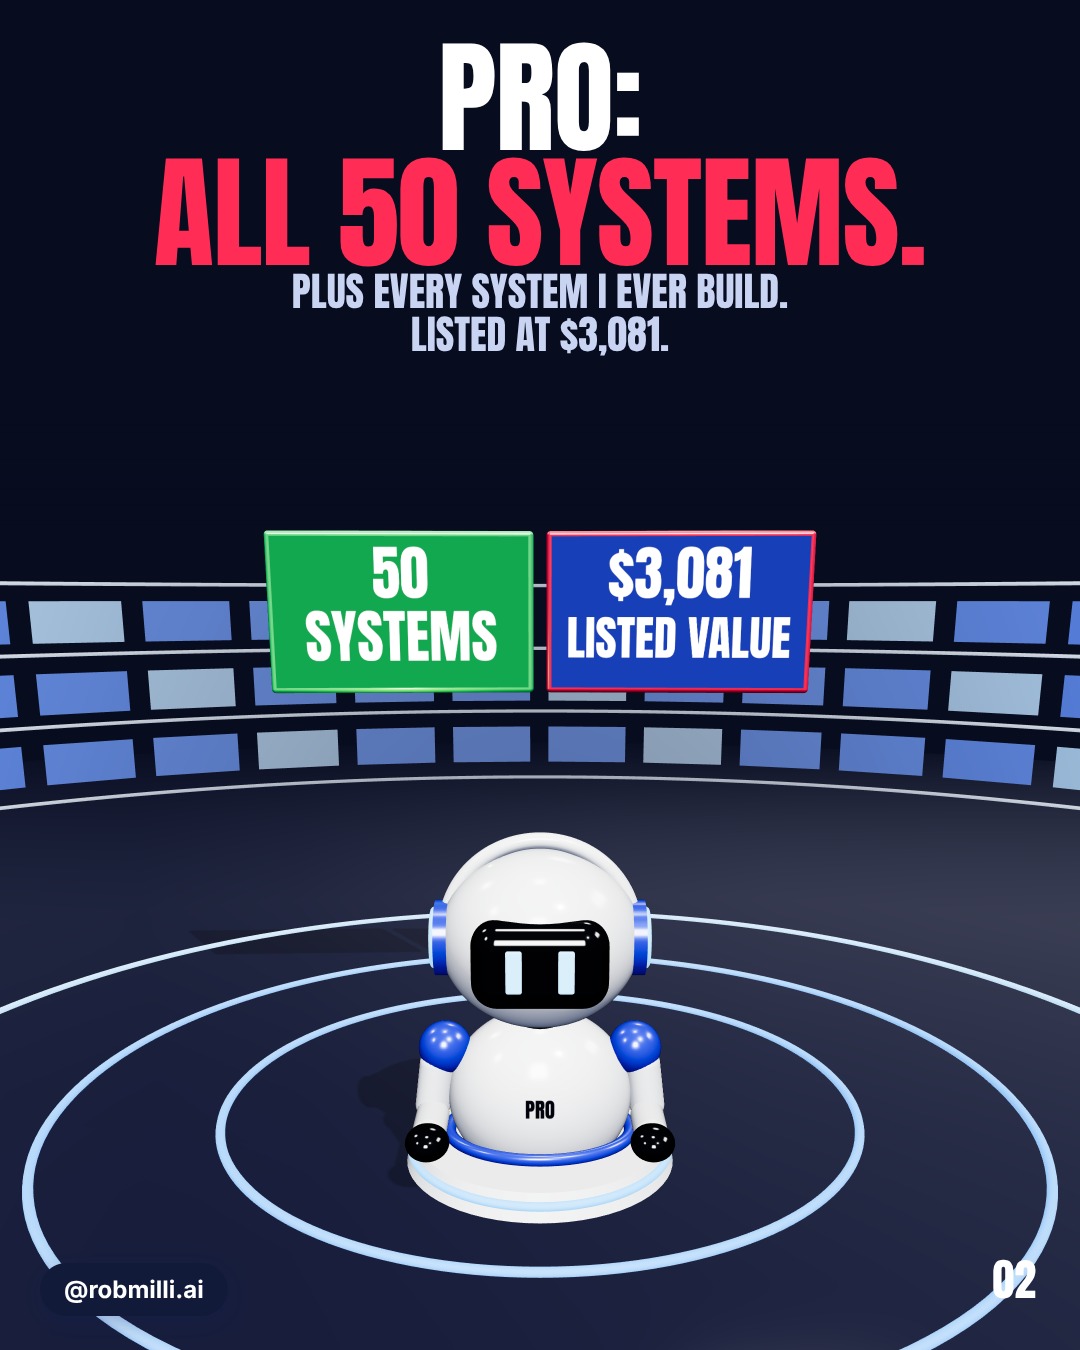 PRO:
ALL 50 SYSTEMS.
PLUS EVERY SYSTEM I EVER BUILD.
LISTED AT $3,081.
50
SYSTEMS
$3,081
LISTED VALUE
PRO
@robmilli.ai
02